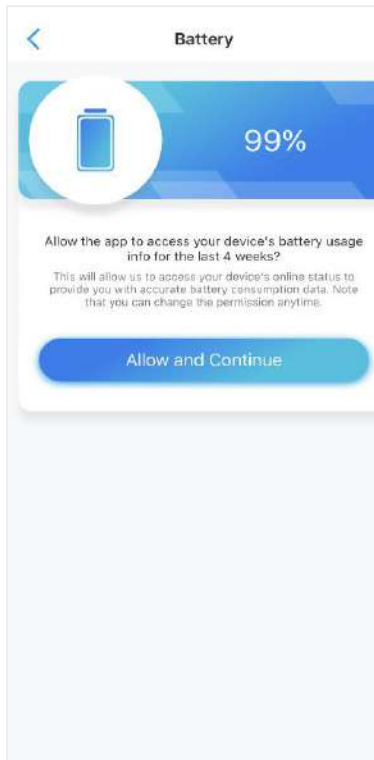 Battery
99%
Allow the app to access your device's battery usage
info for the last 4 weeks?
This will allow us to access your device's online status to
provide you with accurate battery consumption data. Note
that you can change the permission anytime.
Allow and Continue